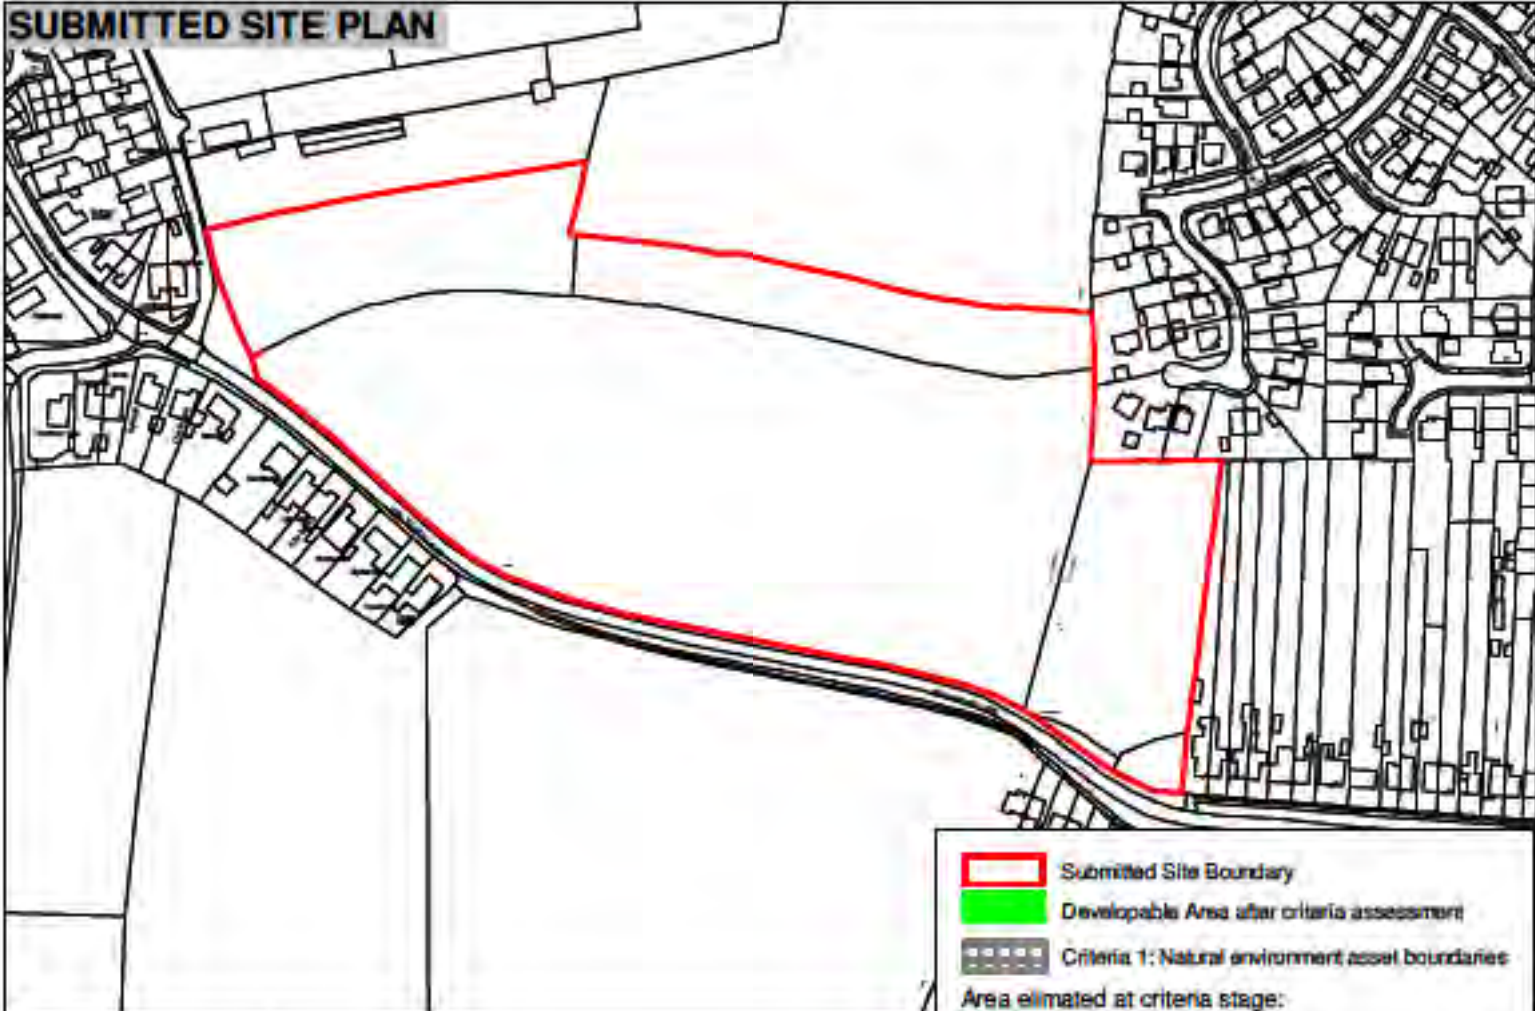 SUBMITTED SITE PLAN
Submitted Site Boundary
Developable Area after criteria assessment
Criteria 1: Natural environment asset boundaries
Area elimated at criteria stage: